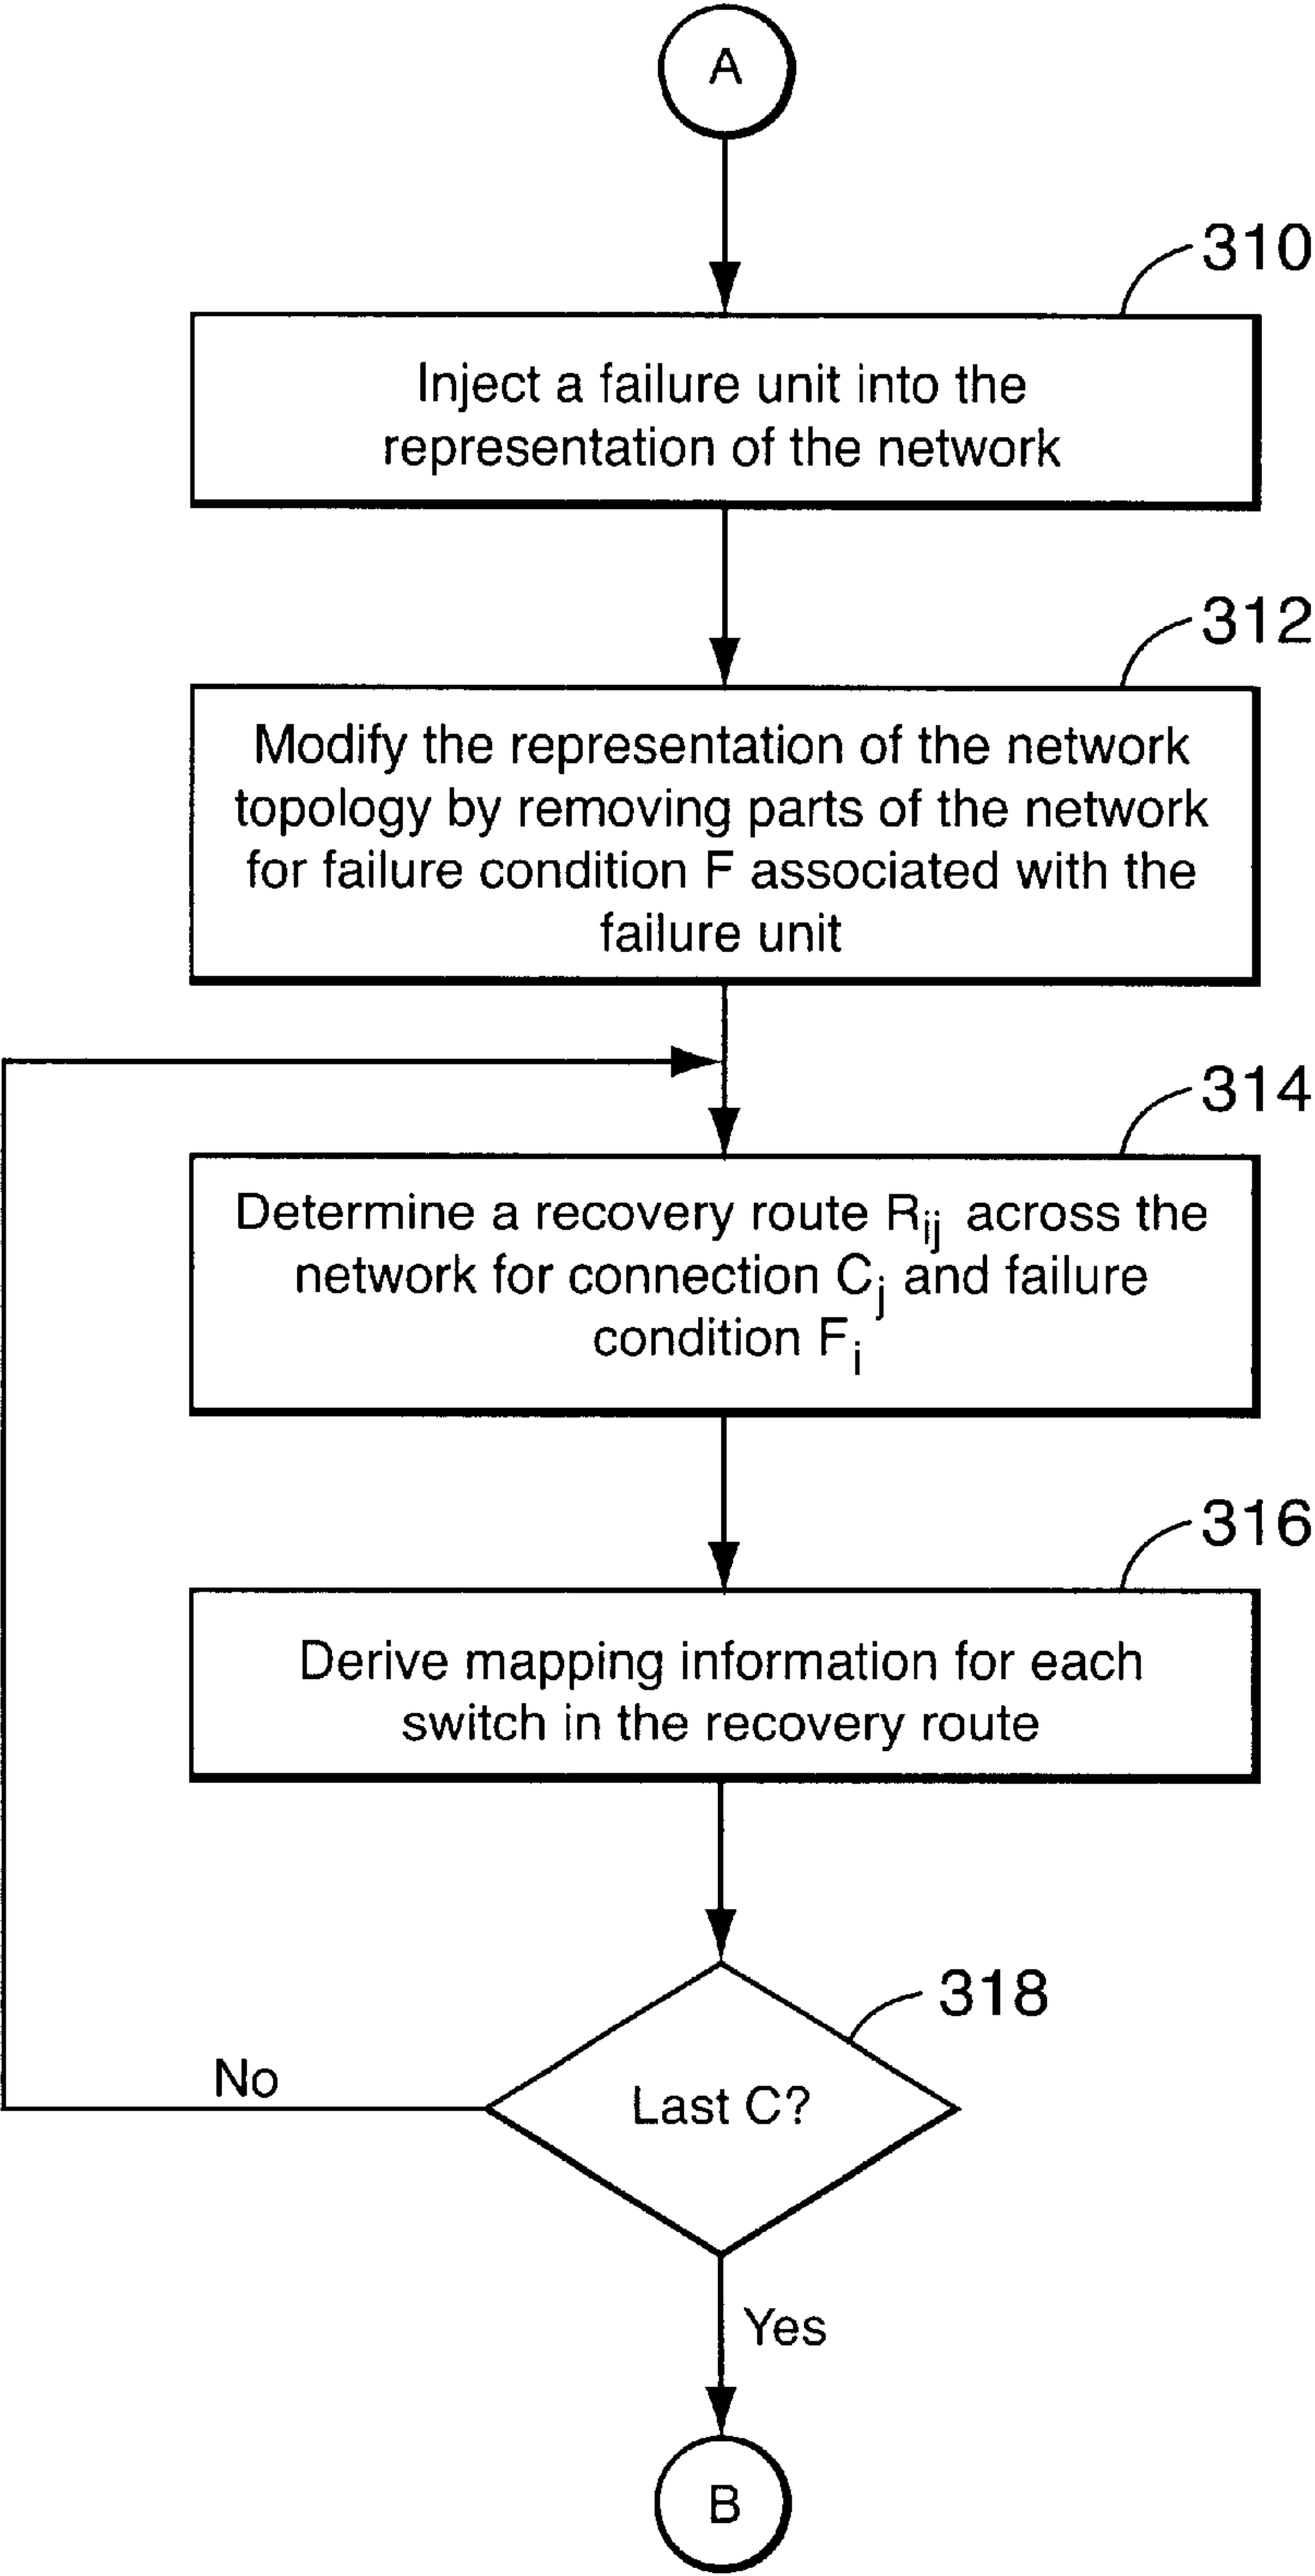 A
310
Inject a failure unit into the
representation of the network
312
Modify the representation of the network
topology by removing parts of the network
for failure condition F associated with the
failure unit
314
Determine a recovery route Rij across the
network for connection Cj and failure
condition Fi
316
Derive mapping information for each
switch in the recovery route
318
Last C?
No
Yes
B